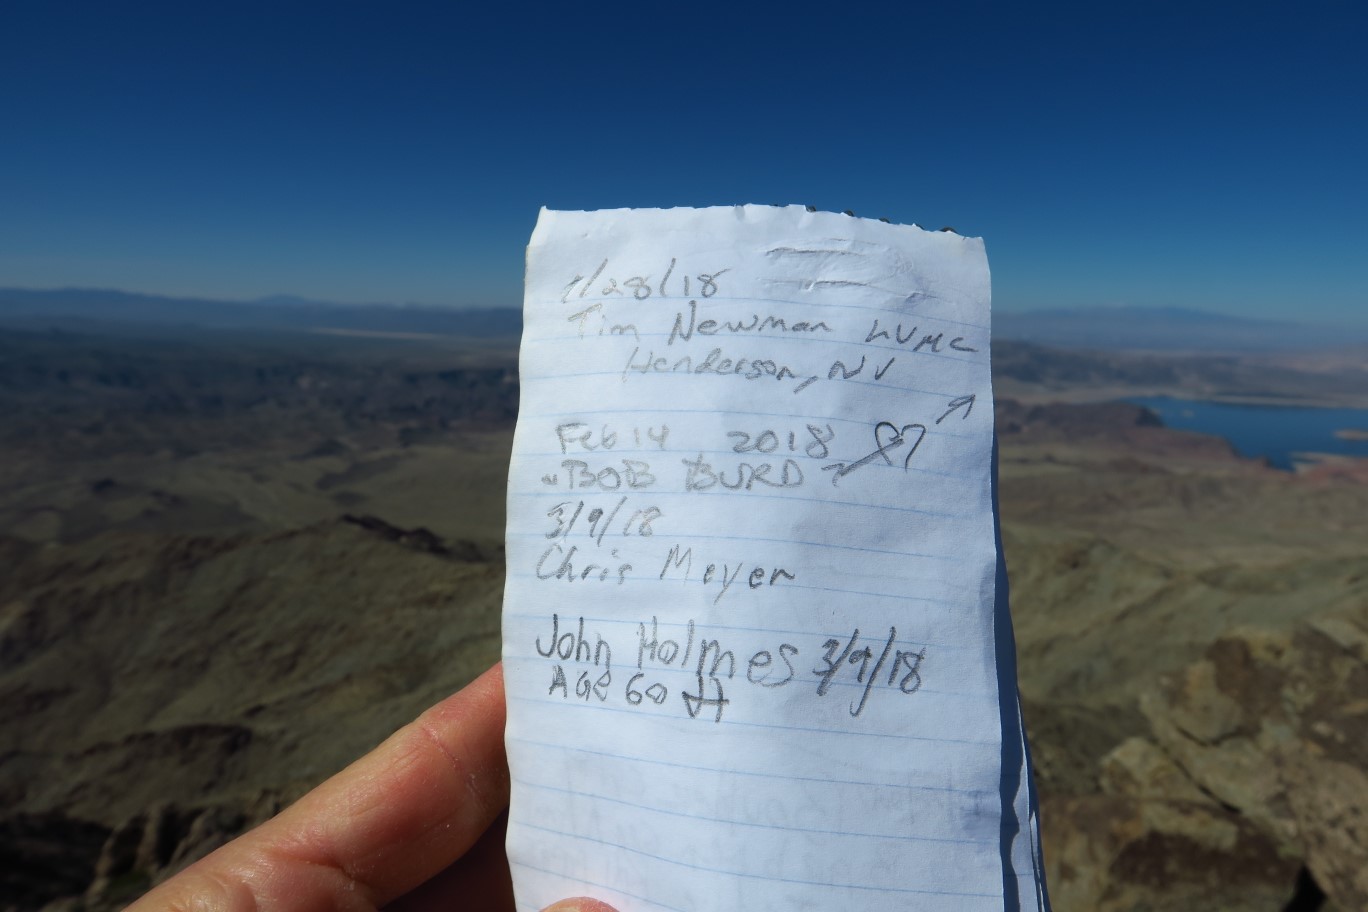 1/28/18
Tim Newman LVMC
Henderson, NV
Feb 14 2018
BOB BURD
3/9/18
Chris Meyer
John Holmes 3/9/18
AGE 60